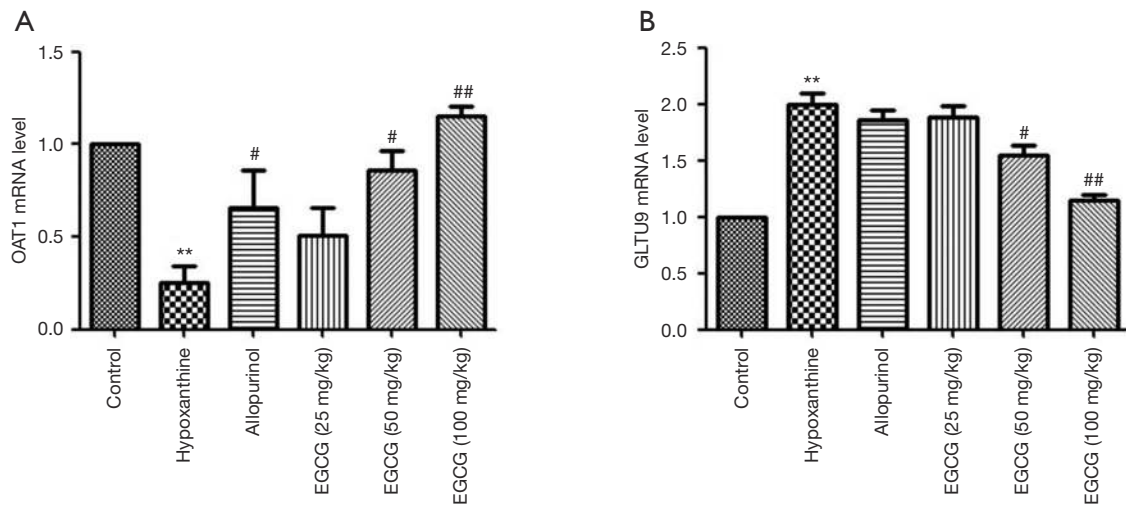 A
OAT1 mRNA level
1.5
1.0
0.5
0.0
**
#
#
##
Control
Hypoxanthine
Allopurinol
EGCG (25 mg/kg)
EGCG (50 mg/kg)
EGCG (100 mg/kg)
B
GLTU9 mRNA level
2.5
2.0
1.5
1.0
0.5
0.0
**
#
##
Control
Hypoxanthine
Allopurinol
EGCG (25 mg/kg)
EGCG (50 mg/kg)
EGCG (100 mg/kg)